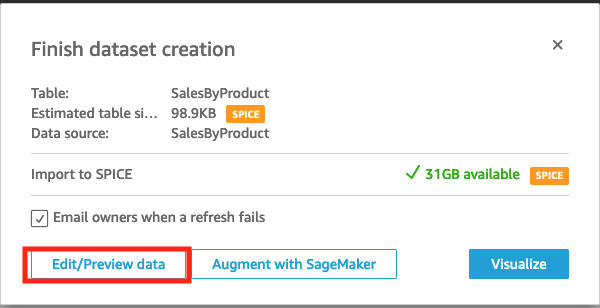 Finish dataset creation
Table: SalesByProduct
Estimated table si... 98.9KB SPICE
Data source: SalesByProduct
Import to SPICE 31GB available SPICE
Email owners when a refresh fails
Edit/Preview data Augment with SageMaker Visualize